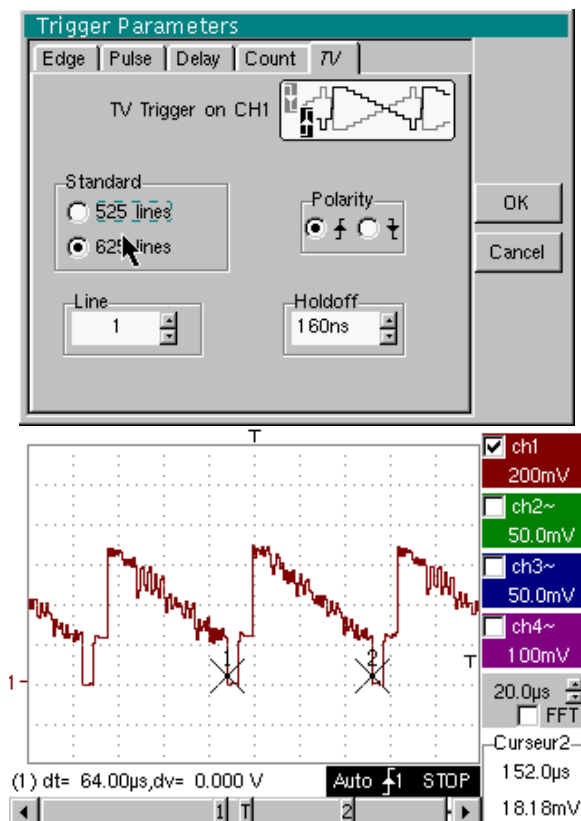 Trigger Parameters
Edge Pulse Delay Count TV
TV Trigger on CH1
Standard
525 lines
625 lines
Polarity
OK
Cancel
Line
1
Holdoff
160ns
T
ch1
200mV
ch2~
50.0mV
ch3~
50.0mV
ch4~
100mV
1 2
T
1-
20.0µs
FFT
Curseur2
152.0µs
18.18mV
(1) dt= 64.00µs,dv= 0.000 V
Auto 1 STOP
1 T 2